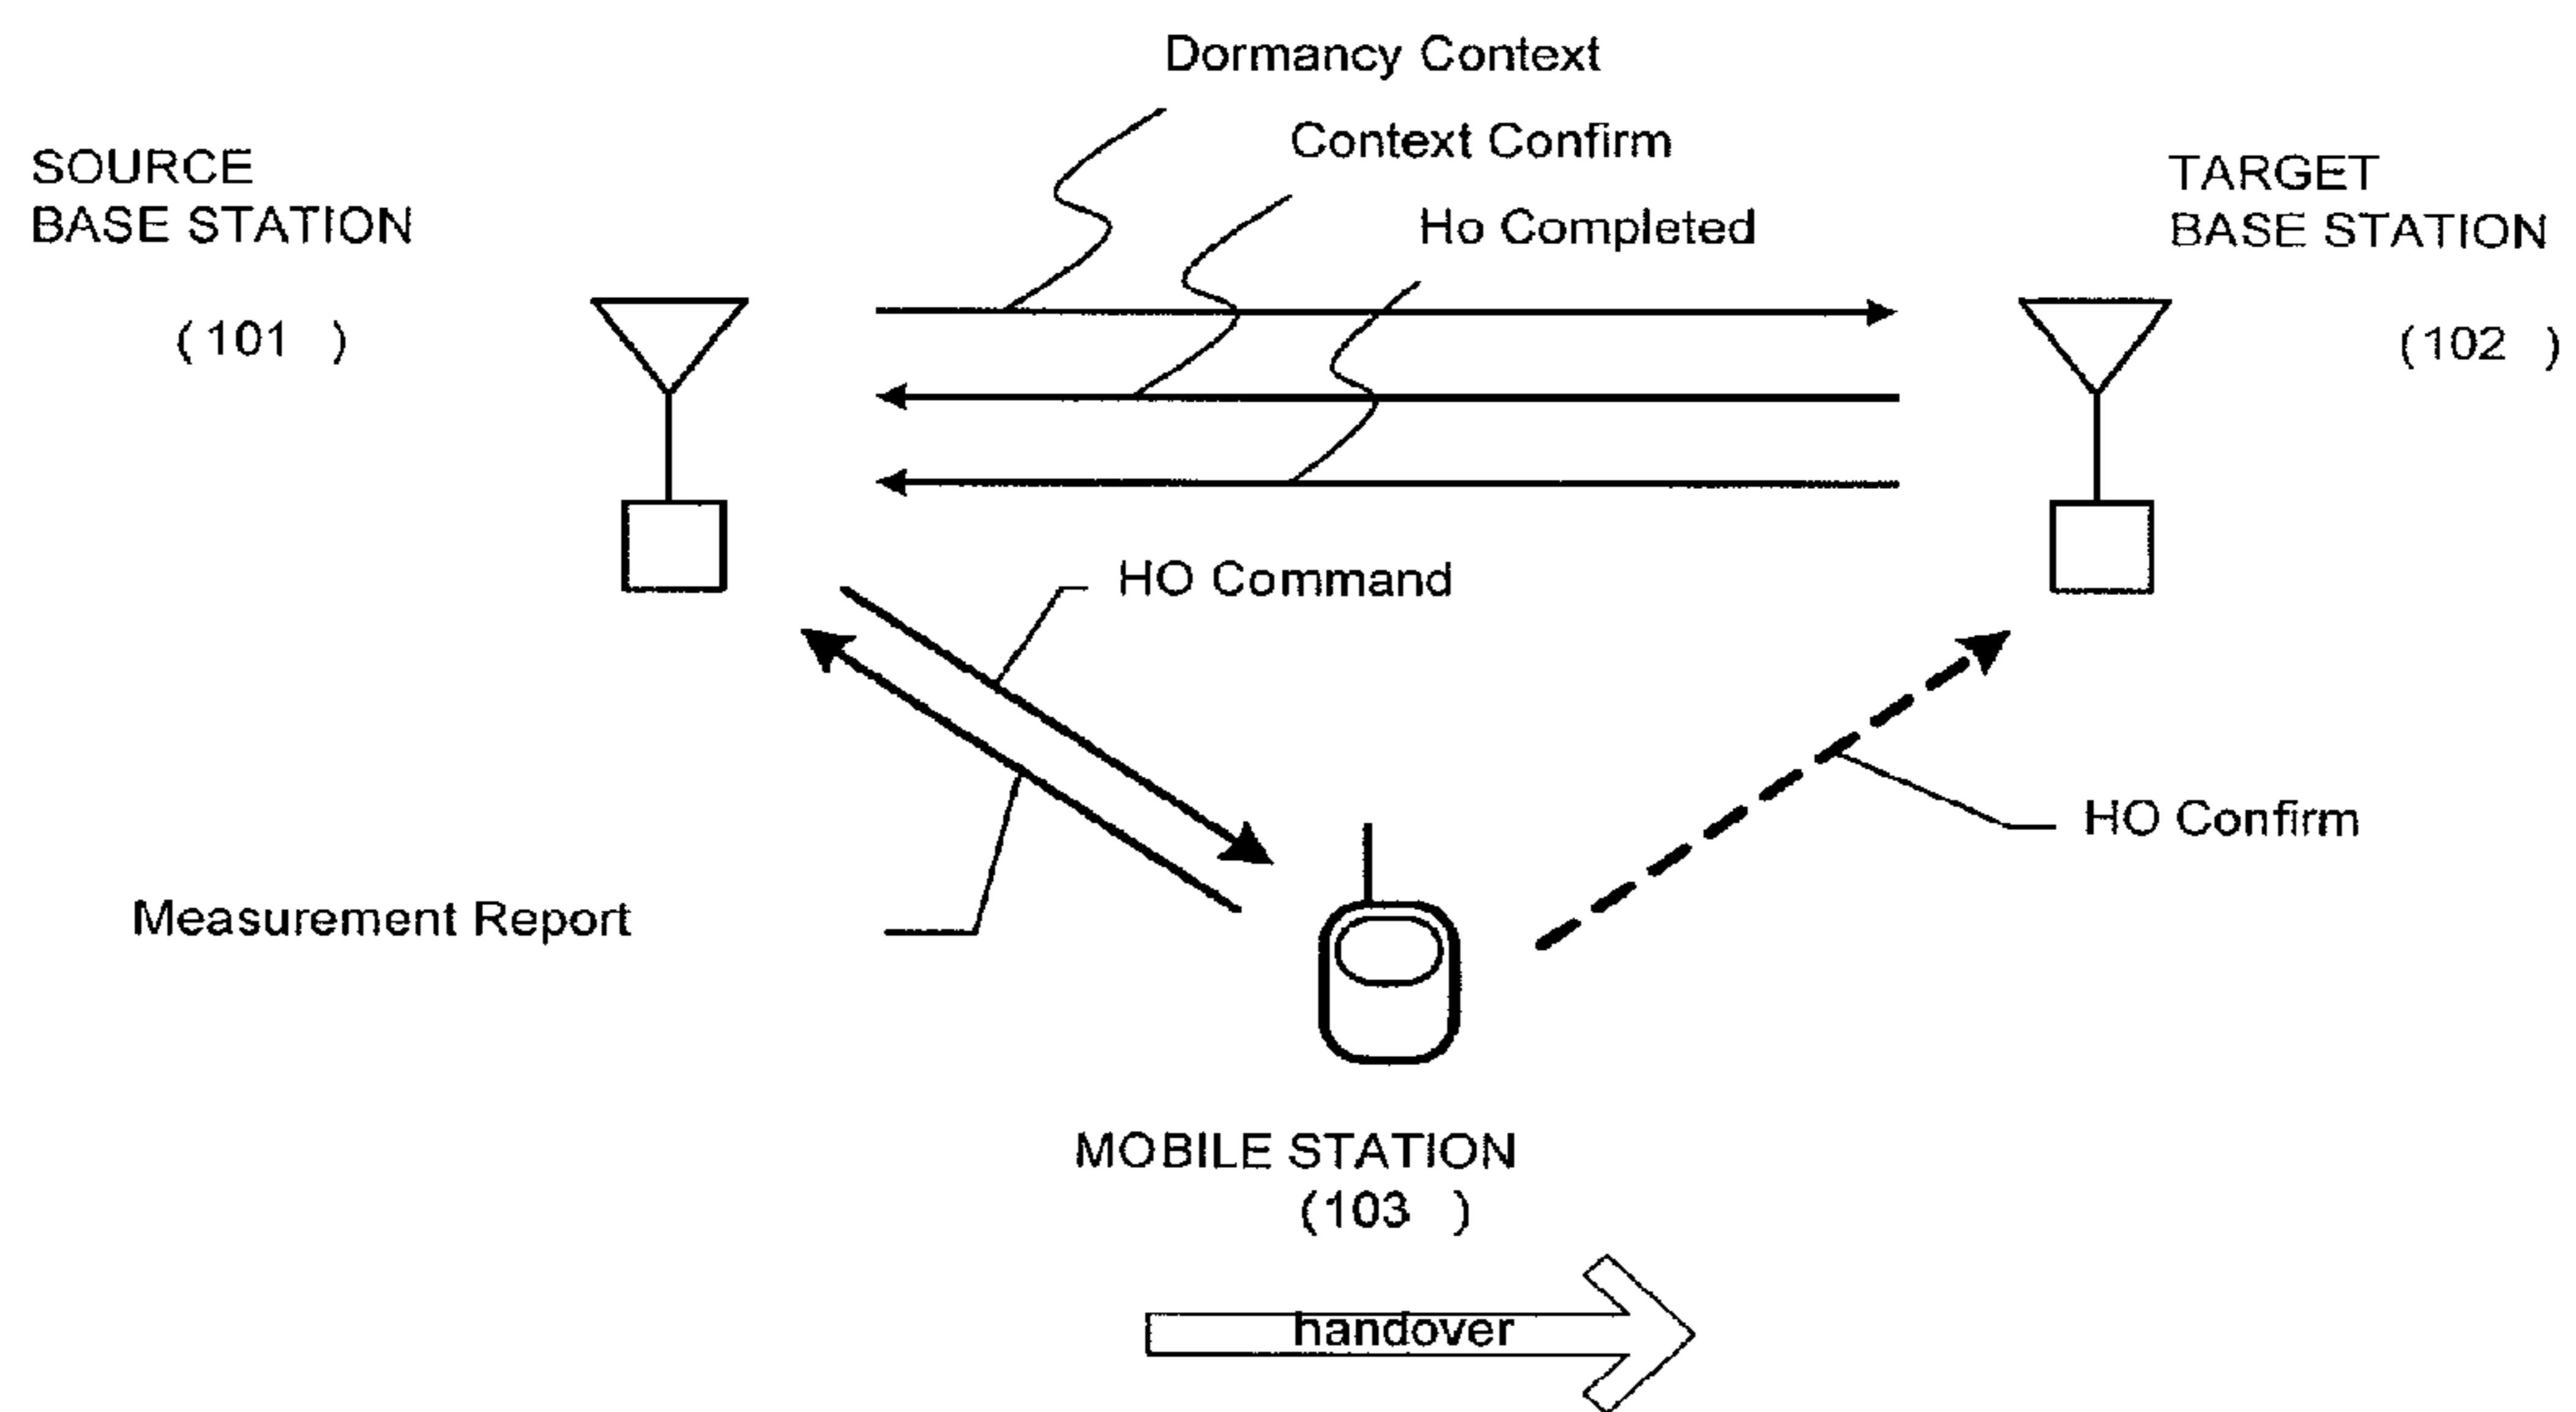 Dormancy Context
Context Confirm
Ho Completed
SOURCE
BASE STATION
(101 )
TARGET
BASE STATION
(102 )
HO Command
HO Confirm
Measurement Report
MOBILE STATION
(103 )
handover